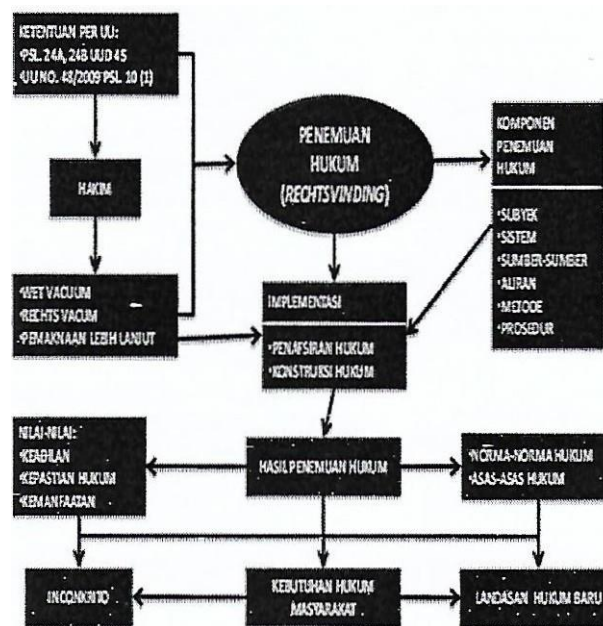 KETENTUAN PER UU:
•PSL. 24A, 24B UUD 45
•UU NO. 48/2009 PSL. 10 (1)
HAKIM
•WET VACUUM
•RECHTS VACUM
•PEMAKNAAN LEBIH LANJUT
PENEMUAN
HUKUM
(RECHTSVINDING)
KOMPONEN
PENEMUAN
HUKUM
•SUBYEK
•SISTEM
•SUMBER-SUMBER
•ALIRAN
•METODE
•PROSEDUR
IMPLEMENTASI
•PENAFSIRAN HUKUM
•KONSTRUKSI HUKUM
NILAI-NILAI:
•KEADILAN
•KEPASTIAN HUKUM
•KEMANFAATAN
HASIL PENEMUAN HUKUM
•NORMA-NORMA HUKUM
•ASAS-ASAS HUKUM
INCONKRITO
KEBUTUHAN HUKUM
MASYARAKAT
LANDASAN HUKUM BARU